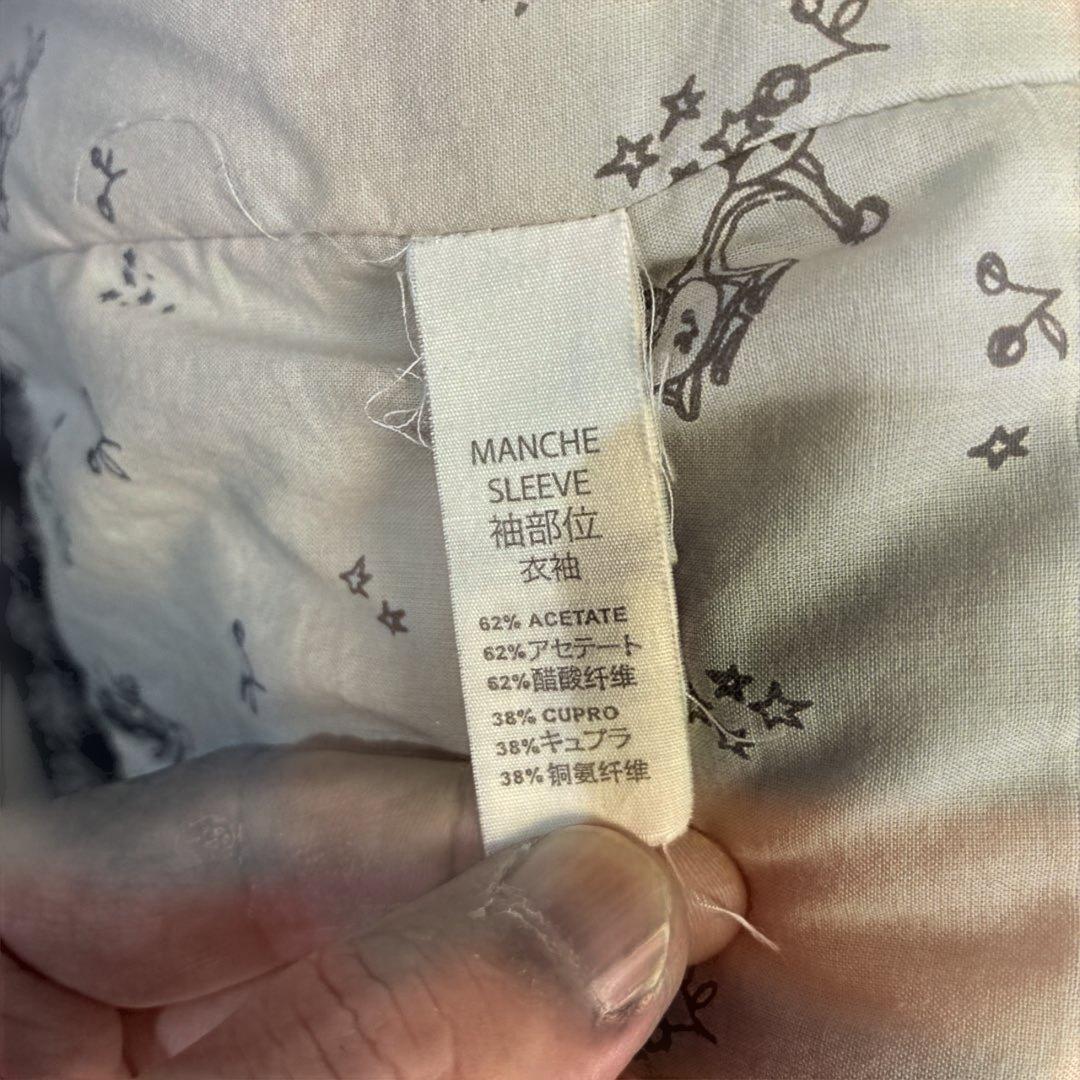 MANCHE
SLEEVE
袖部位
衣袖
62% ACETATE
62%アセテート
62%醋酸纤维
38% CUPRO
38%キュプラ
38%铜氨纤维